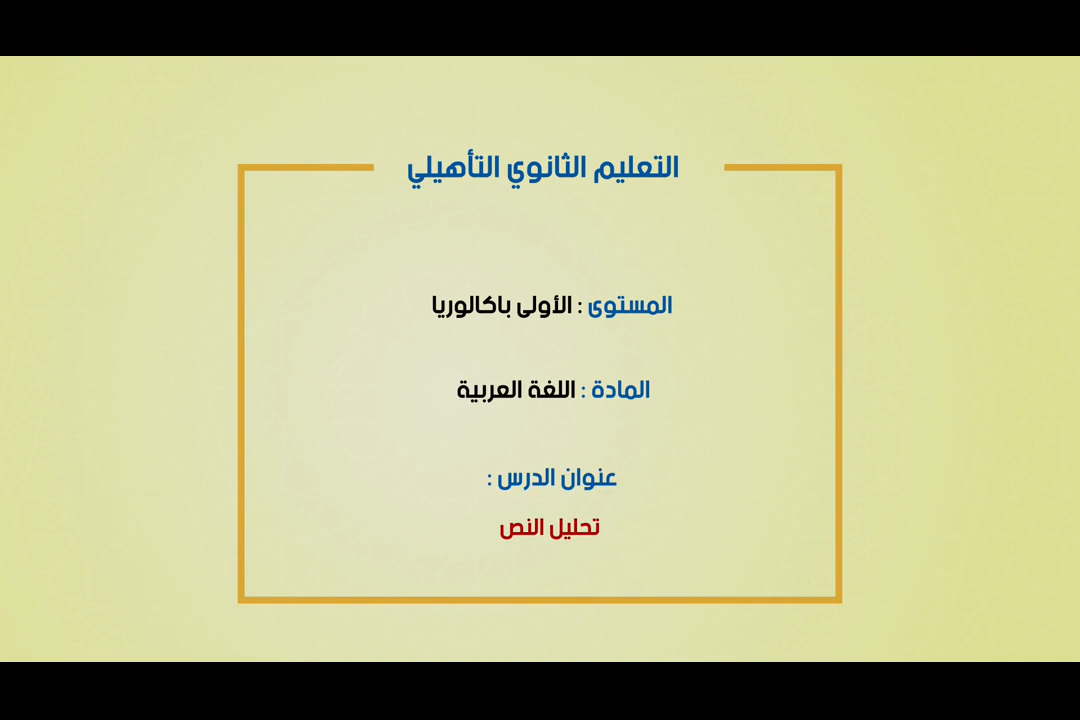 التعليم الثانوي التأهيلي
المستوى : الأولى باكالوريا
المادة : اللغة العربية
عنوان الدرس :
تحليل النص